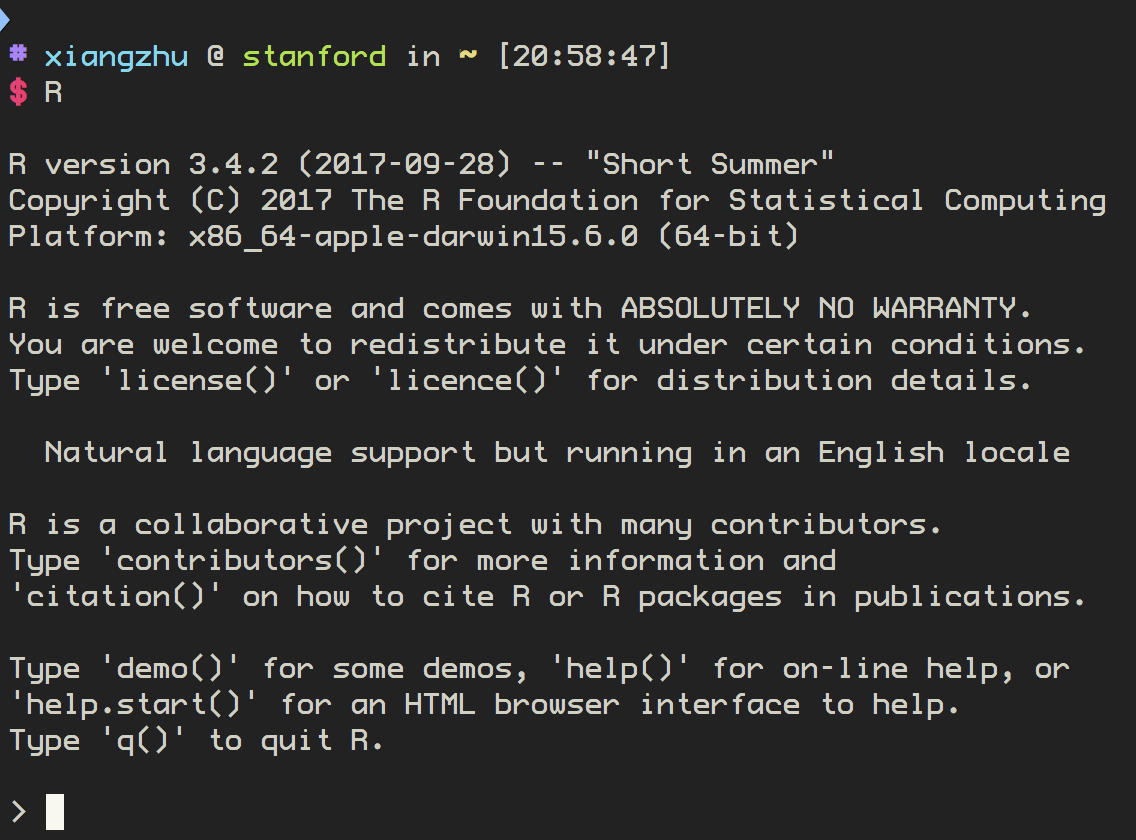 # xiangzhu @ stanford in ~ [20:58:47]
$ R
R version 3.4.2 (2017-09-28) -- "Short Summer"
Copyright (C) 2017 The R Foundation for Statistical Computing
Platform: x86_64-apple-darwin15.6.0 (64-bit)
R is free software and comes with ABSOLUTELY NO WARRANTY.
You are welcome to redistribute it under certain conditions.
Type 'license()' or 'licence()' for distribution details.
Natural language support but running in an English locale
R is a collaborative project with many contributors.
Type 'contributors()' for more information and
'citation()' on how to cite R or R packages in publications.
Type 'demo()' for some demos, 'help()' for on-line help, or
'help.start()' for an HTML browser interface to help.
Type 'q()' to quit R.
>